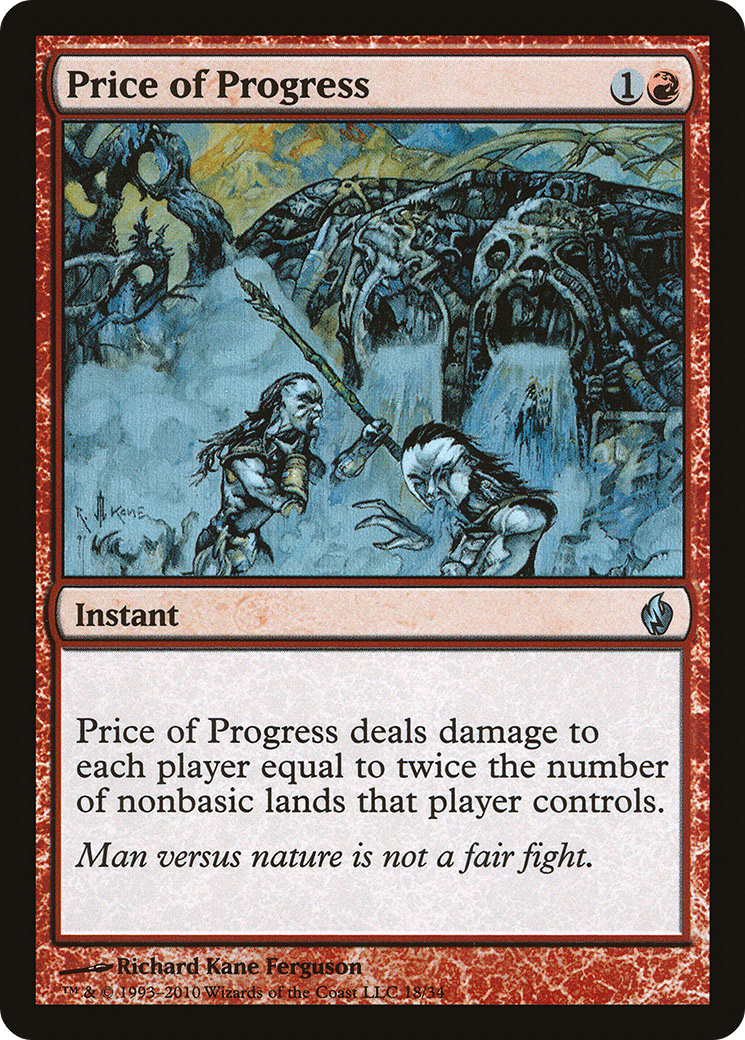 Price of Progress 1
R. KANE
Instant
Price of Progress deals damage to
each player equal to twice the number
of nonbasic lands that player controls.
Man versus nature is not a fair fight.
Richard Kane Ferguson
™ & © 1993–2010 Wizards of the Coast LLC 18/34